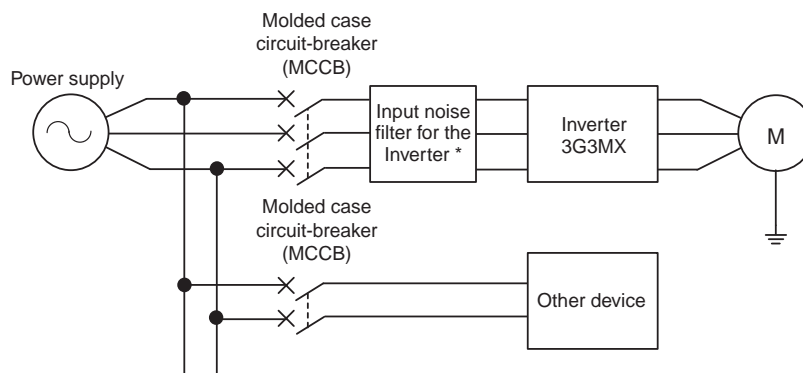 Molded case
circuit-breaker
(MCCB)
Power supply
Input noise
filter for the
Inverter *
Inverter
3G3MX
M
Molded case
circuit-breaker
(MCCB)
Other device